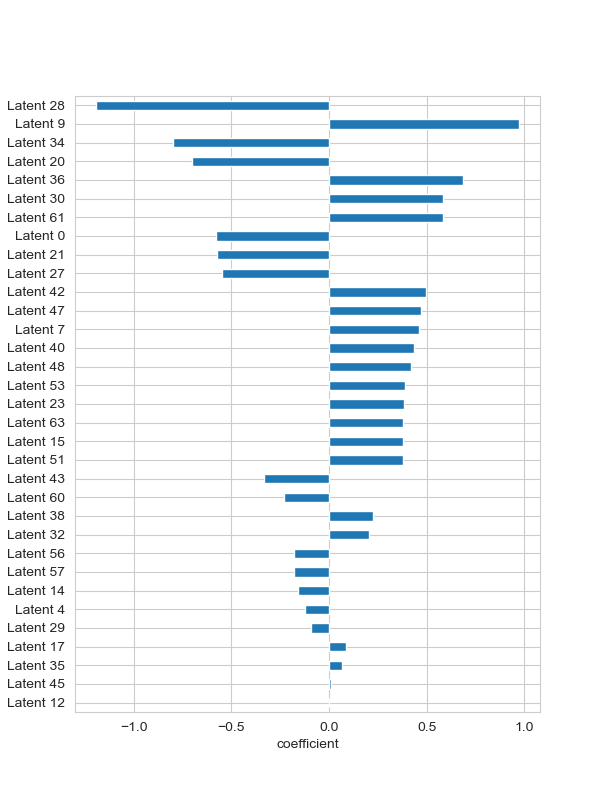 Latent 28
Latent 9
Latent 34
Latent 20
Latent 36
Latent 30
Latent 61
Latent 0
Latent 21
Latent 27
Latent 42
Latent 47
Latent 7
Latent 40
Latent 48
Latent 53
Latent 23
Latent 63
Latent 15
Latent 51
Latent 43
Latent 60
Latent 38
Latent 32
Latent 56
Latent 57
Latent 14
Latent 4
Latent 29
Latent 17
Latent 35
Latent 45
Latent 12
−1.0 −0.5 0.0 0.5 1.0
coefficient